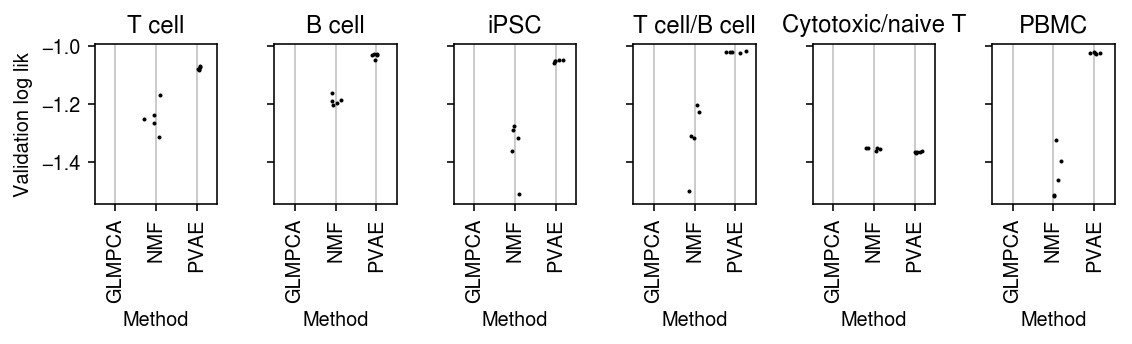 T cell
B cell
iPSC
T cell/B cell
Cytotoxic/naive T
PBMC
Validation log lik
−1.0
−1.2
−1.4
GLMPCA
NMF
PVAE
GLMPCA
NMF
PVAE
GLMPCA
NMF
PVAE
GLMPCA
NMF
PVAE
GLMPCA
NMF
PVAE
GLMPCA
NMF
PVAE
Method
Method
Method
Method
Method
Method